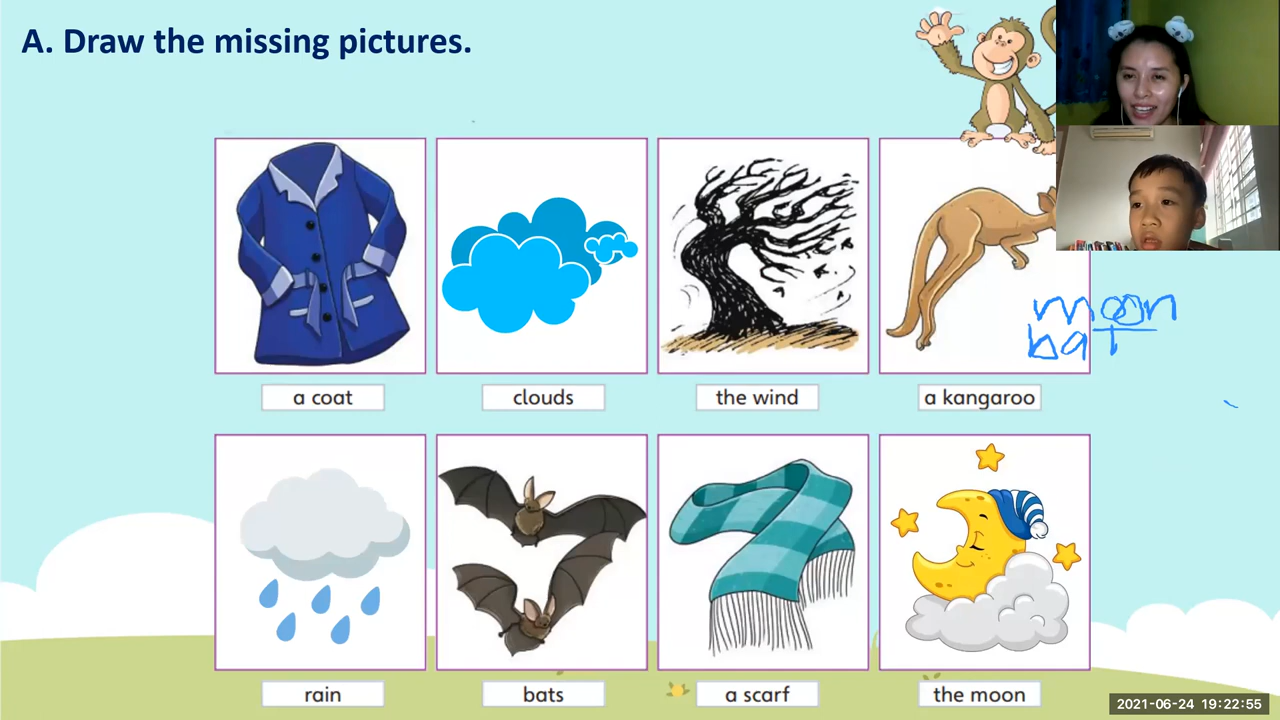 A. Draw the missing pictures.
a coat
clouds
the wind
a kangaroo
moon
bat
rain
bats
a scarf
the moon
2021-06-24 19:22:55